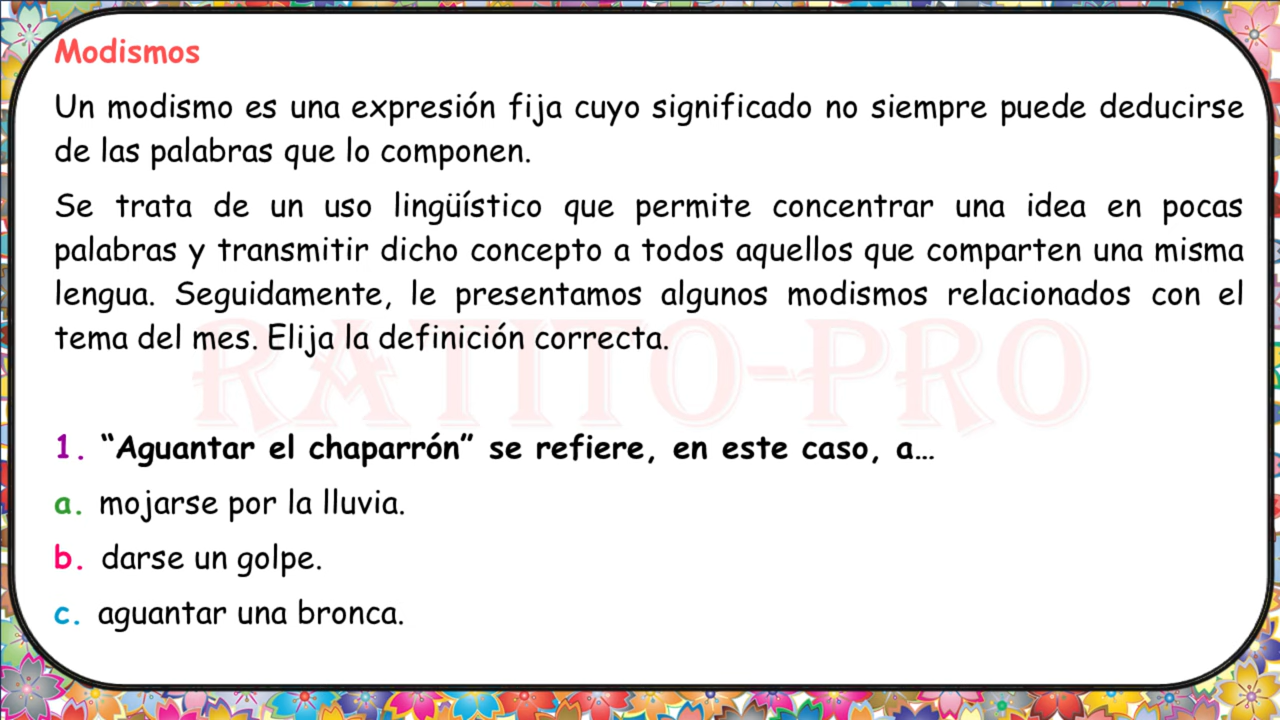 Modismos
Un modismo es una expresión fija cuyo significado no siempre puede deducirse
de las palabras que lo componen.
Se trata de un uso lingüístico que permite concentrar una idea en pocas
palabras y transmitir dicho concepto a todos aquellos que comparten una misma
lengua. Seguidamente, le presentamos algunos modismos relacionados con el
tema del mes. Elija la definición correcta.
RATITO-PRO
1. “Aguantar el chaparrón” se refiere, en este caso, a…
a. mojarse por la lluvia.
b. darse un golpe.
c. aguantar una bronca.